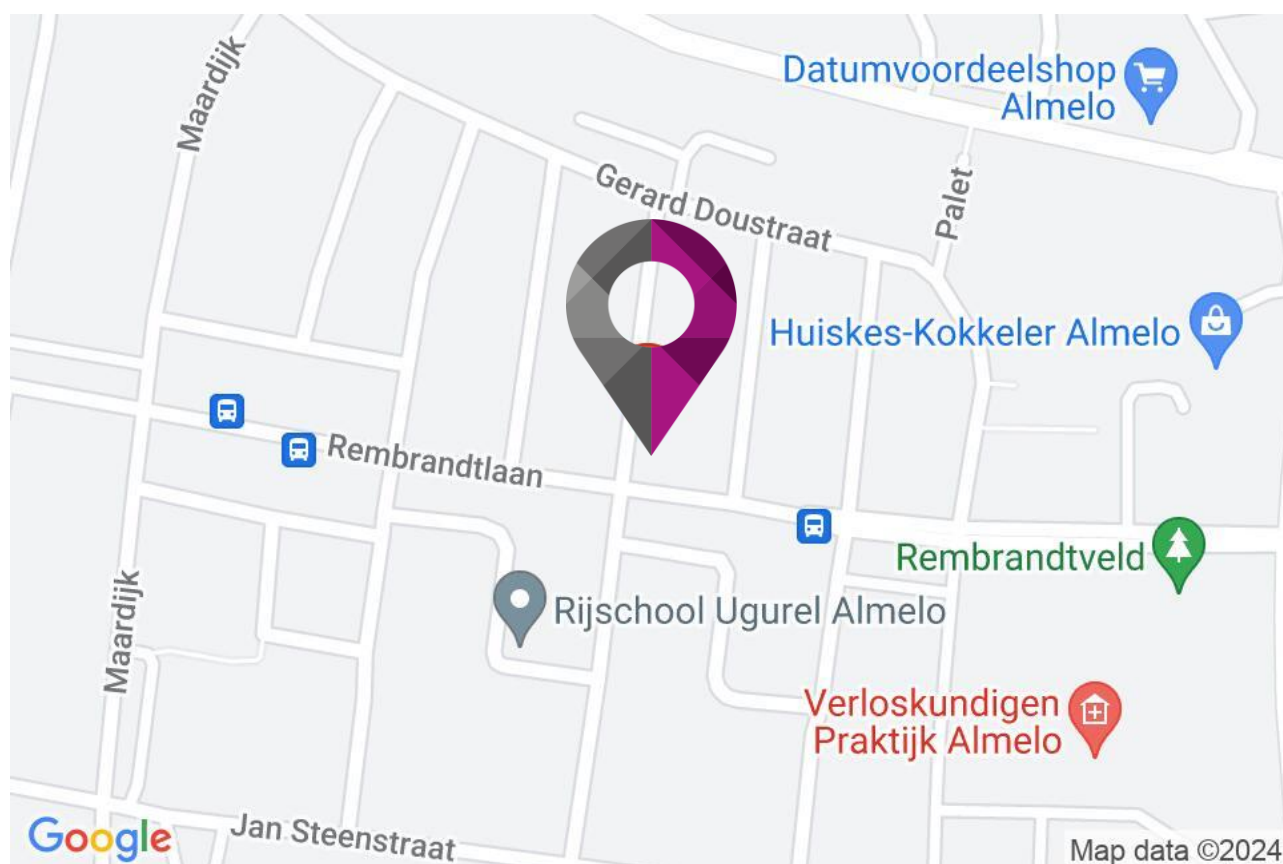 Maardijk
Datumvoordeelshop
Almelo
Gerard Doustraat
Palet
Huiskes-Kokkeler Almelo
Rembrandtlaan
Rembrandtveld
Rijschool Ugurel Almelo
Maardijk
Verloskundigen
Praktijk Almelo
Jan Steenstraat
Google
Map data ©2024